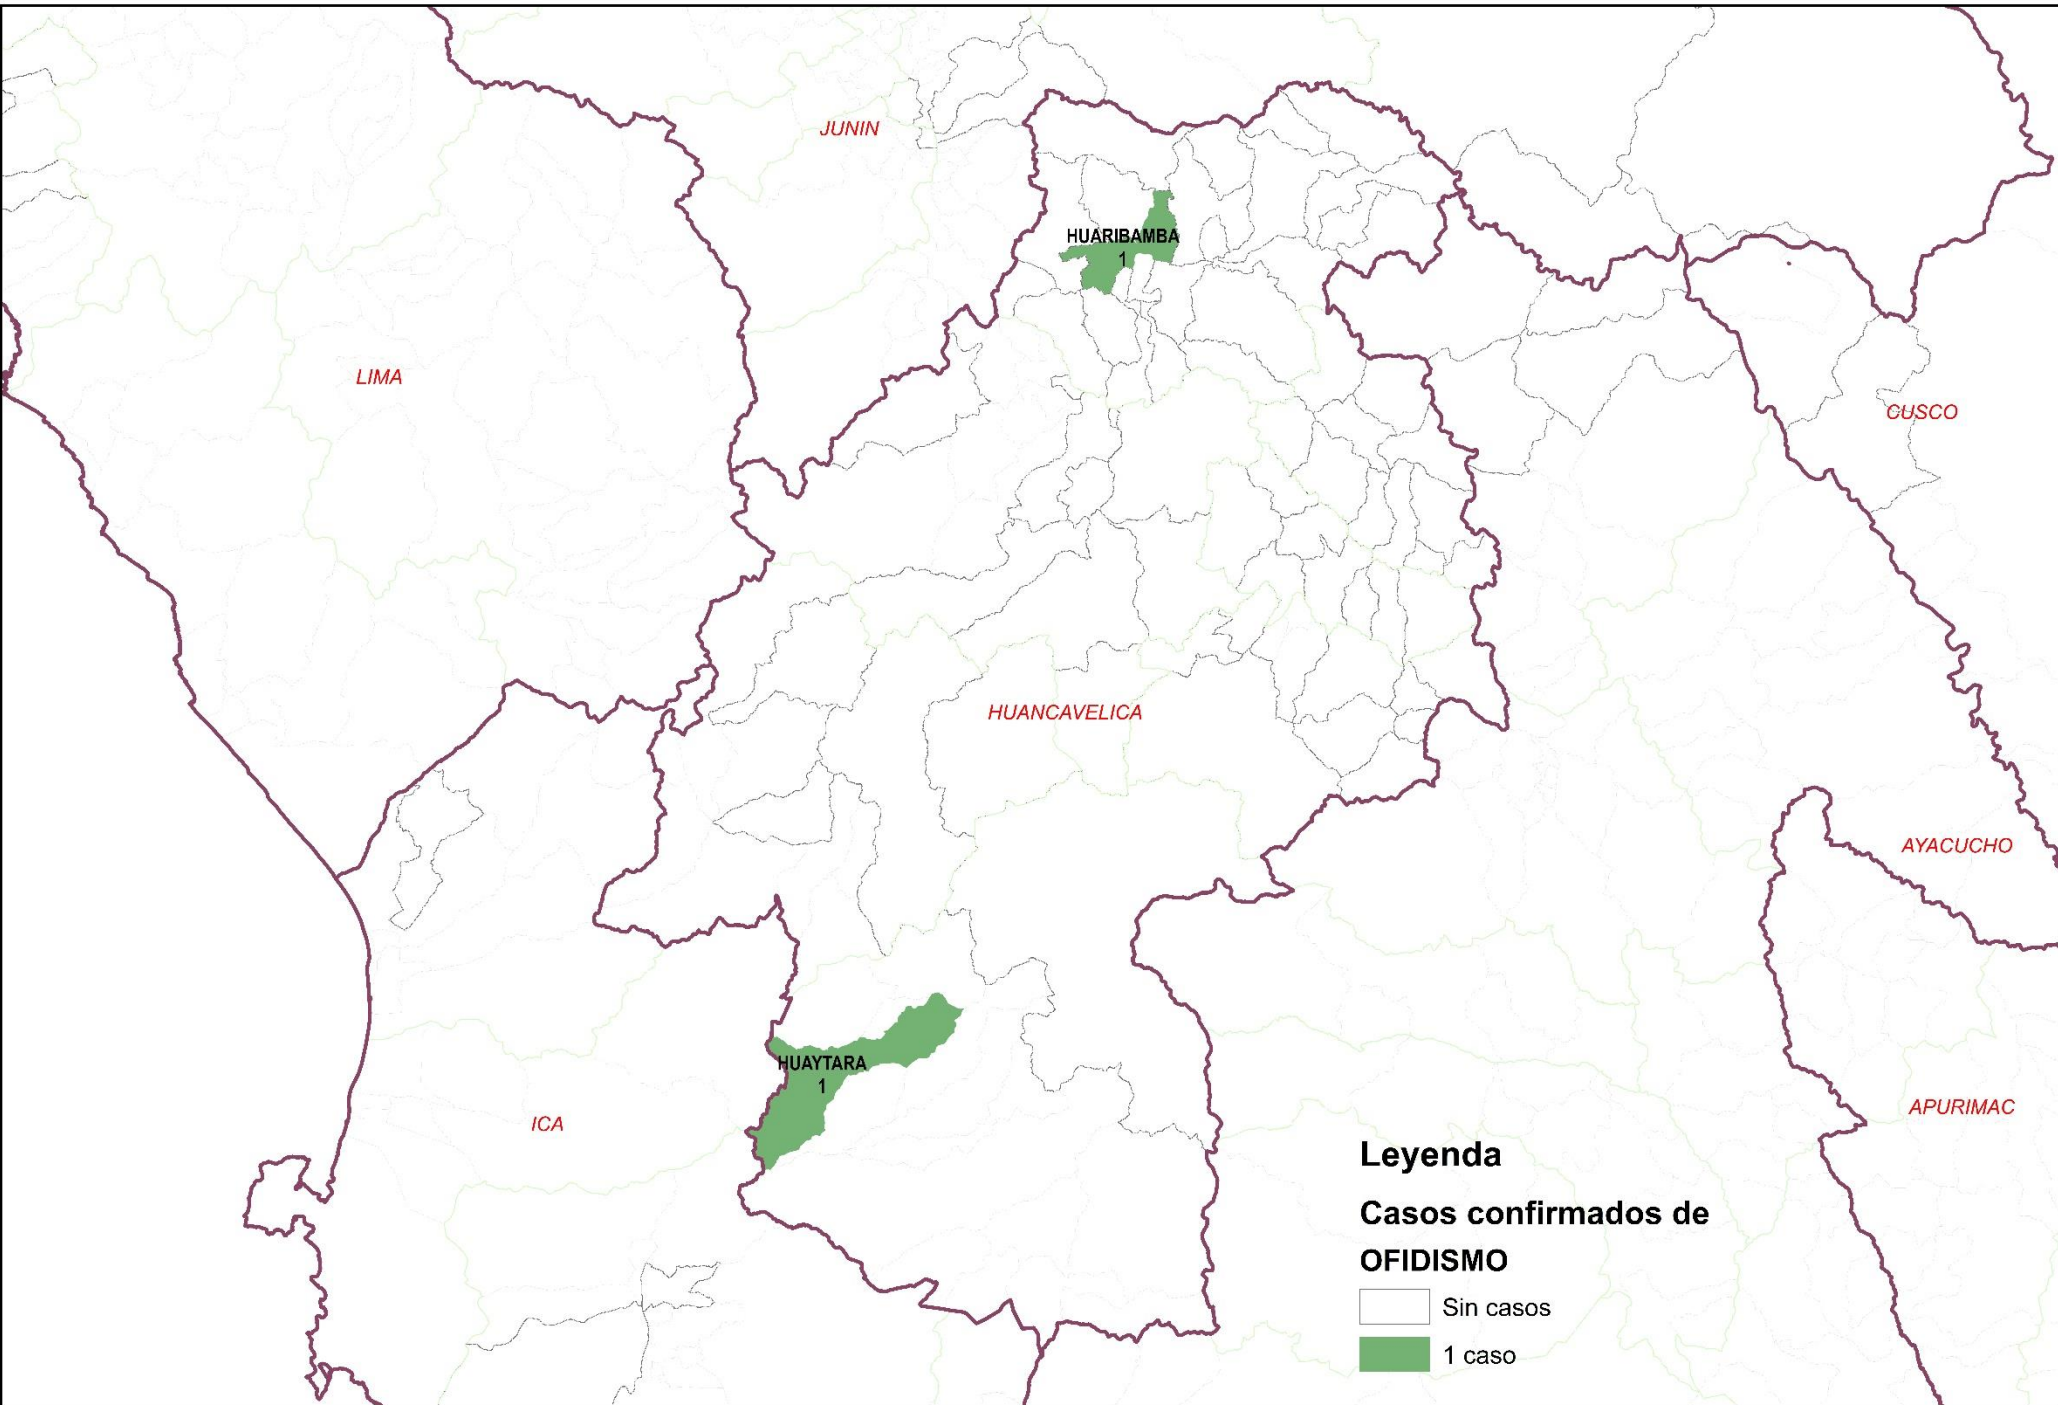 JUNIN
HUARIBAMBA
1
LIMA
CUSCO
HUANCAVELICA
AYACUCHO
HUAYTARA
1
ICA
APURIMAC
Leyenda
Casos confirmados de
OFIDISMO
Sin casos
1 caso